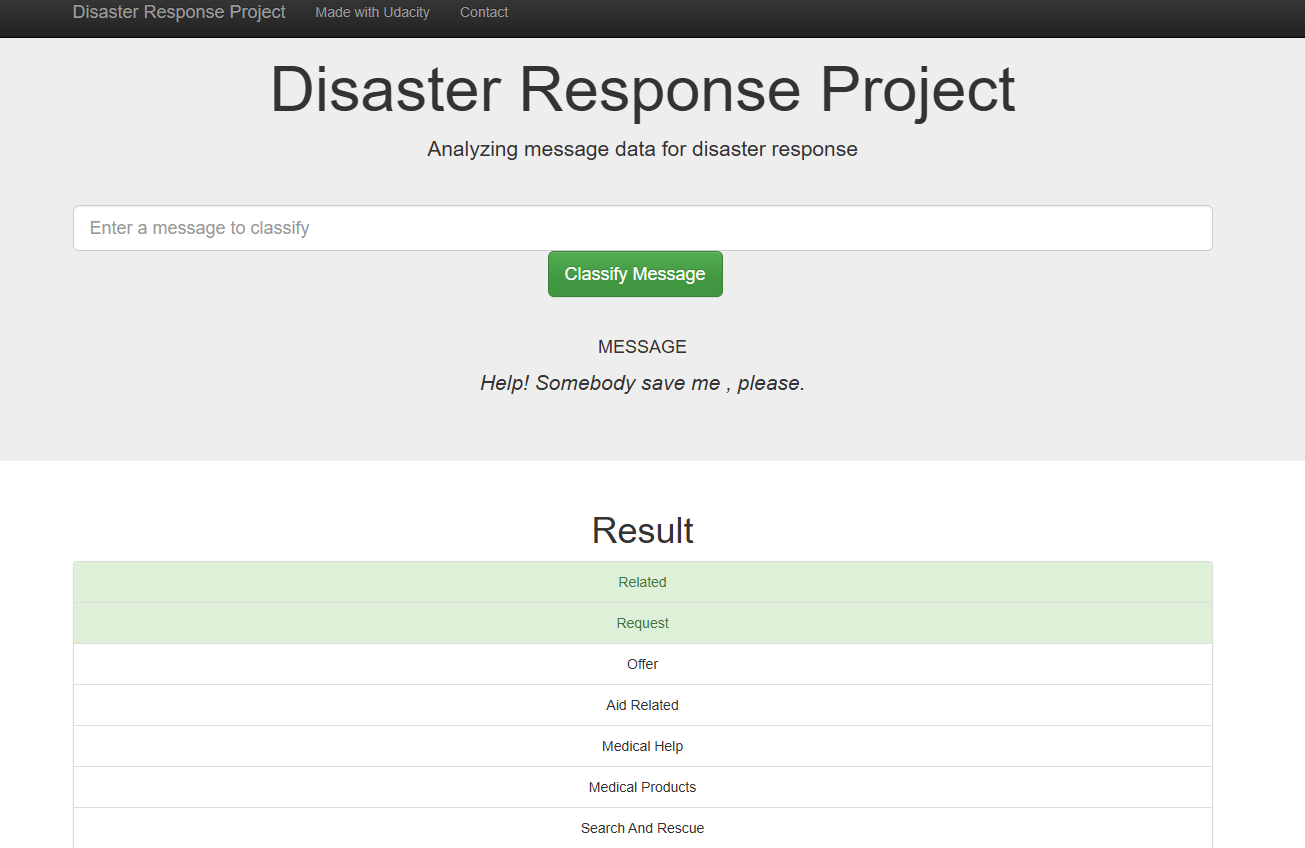 Disaster Response Project Made with Udacity Contact
Disaster Response Project
Analyzing message data for disaster response
Enter a message to classify
Classify Message
MESSAGE
Help! Somebody save me , please.
Result
Related
Request
Offer
Aid Related
Medical Help
Medical Products
Search And Rescue